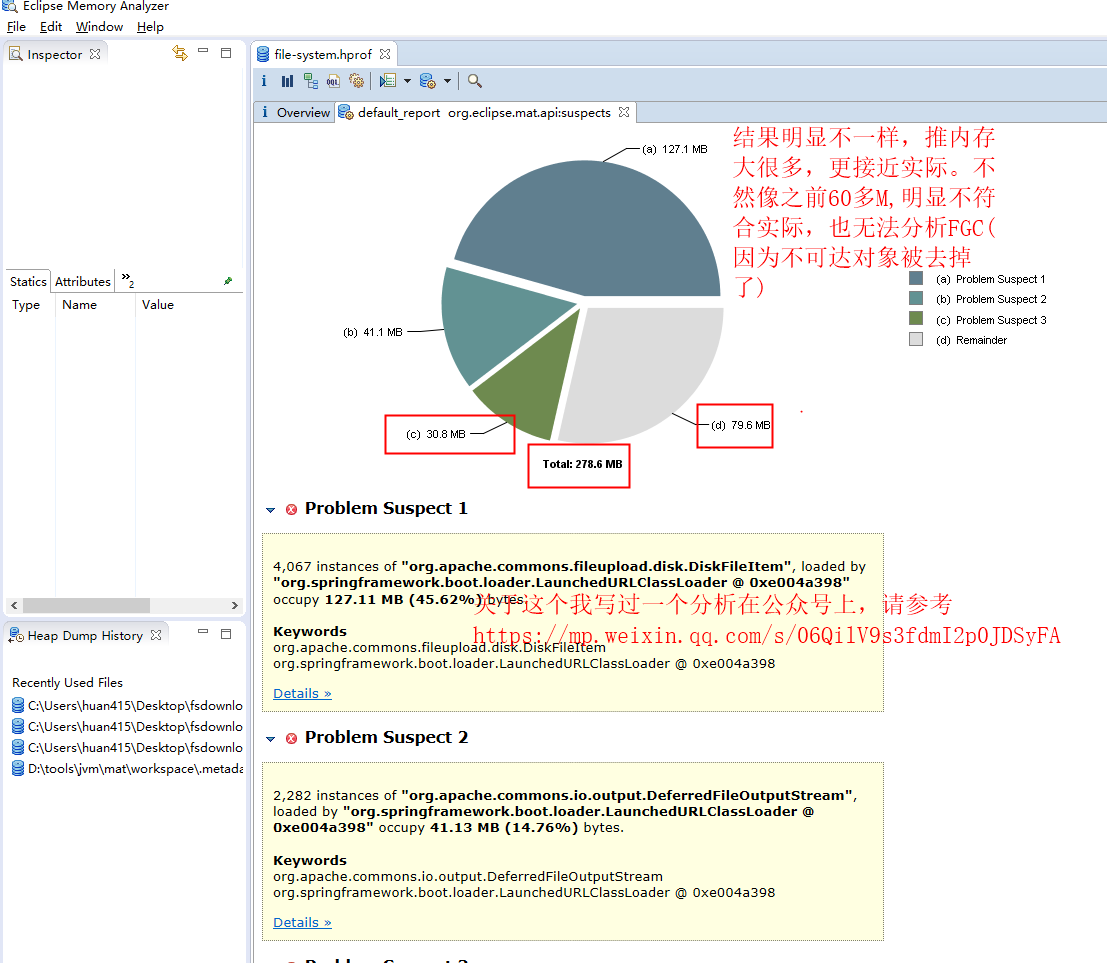 Eclipse Memory Analyzer
File Edit Window Help
Inspector
Statics Attributes »2
Type Name Value
Heap Dump History
Recently Used Files
C:\Users\huan415\Desktop\fsdownlo
C:\Users\huan415\Desktop\fsdownlo
C:\Users\huan415\Desktop\fsdownlo
D:\tools\jvm\mat\workspace\.metada
file-system.hprof
i OQL
i Overview default_report org.eclipse.mat.api:suspects
(a) 127.1 MB
(b) 41.1 MB
(c) 30.8 MB
(d) 79.6 MB
Total: 278.6 MB
结果明显不一样，推内存
大很多，更接近实际。不
然像之前60多M,明显不符
合实际，也无法分析FGC(
因为不可达对象被去掉
了)
(a) Problem Suspect 1
(b) Problem Suspect 2
(c) Problem Suspect 3
(d) Remainder
Problem Suspect 1
4,067 instances of "org.apache.commons.fileupload.disk.DiskFileItem", loaded by
"org.springframework.boot.loader.LaunchedURLClassLoader @ 0xe004a398"
occupy 127.11 MB (45.62%) bytes.
关于这个我写过一个分析在公众号上，请参考
https://mp.weixin.qq.com/s/06QilV9s3fdmI2p0JDSyFA
Keywords
org.apache.commons.fileupload.disk.DiskFileItem
org.springframework.boot.loader.LaunchedURLClassLoader @ 0xe004a398
Details »
Problem Suspect 2
2,282 instances of "org.apache.commons.io.output.DeferredFileOutputStream",
loaded by "org.springframework.boot.loader.LaunchedURLClassLoader @
0xe004a398" occupy 41.13 MB (14.76%) bytes.
Keywords
org.apache.commons.io.output.DeferredFileOutputStream
org.springframework.boot.loader.LaunchedURLClassLoader @ 0xe004a398
Details »